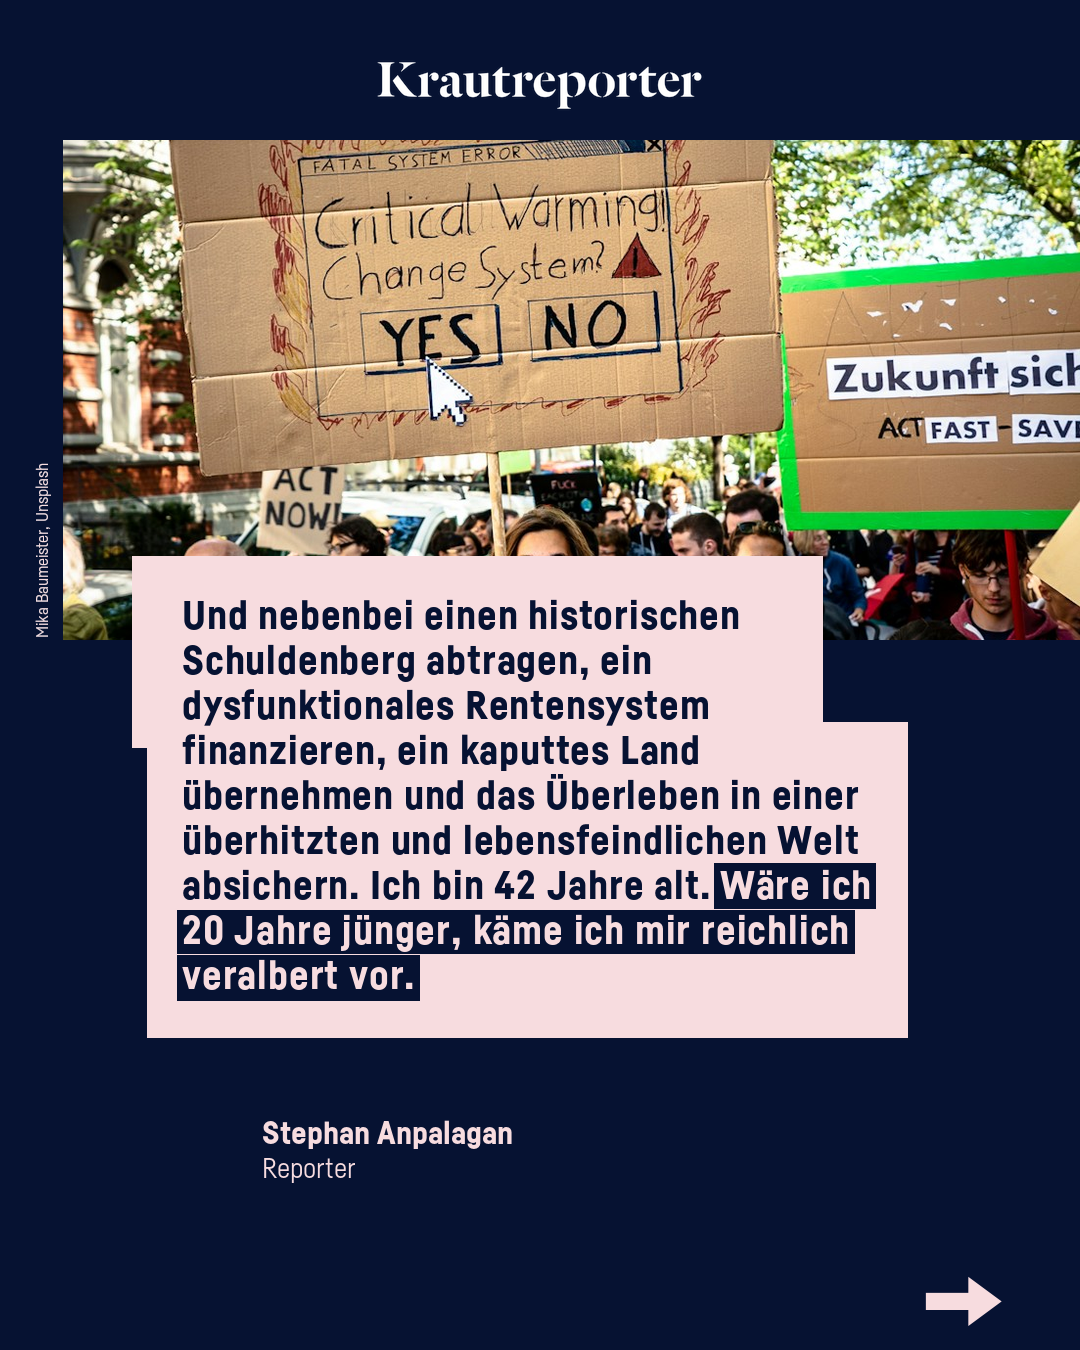 Krautreporter
FATAL SYSTEM ERROR
Critical Warming!
Change System?
YES NO
Zukunft sich
ACT FAST - SAVE
ACT
NOW!
FUCK
Mika Baumeister, Unsplash
Und nebenbei einen historischen
Schuldenberg abtragen, ein
dysfunktionales Rentensystem
finanzieren, ein kaputtes Land
übernehmen und das Überleben in einer
überhitzten und lebensfeindlichen Welt
absichern. Ich bin 42 Jahre alt. Wäre ich
20 Jahre jünger, käme ich mir reichlich
veralbert vor.
Stephan Anpalagan
Reporter